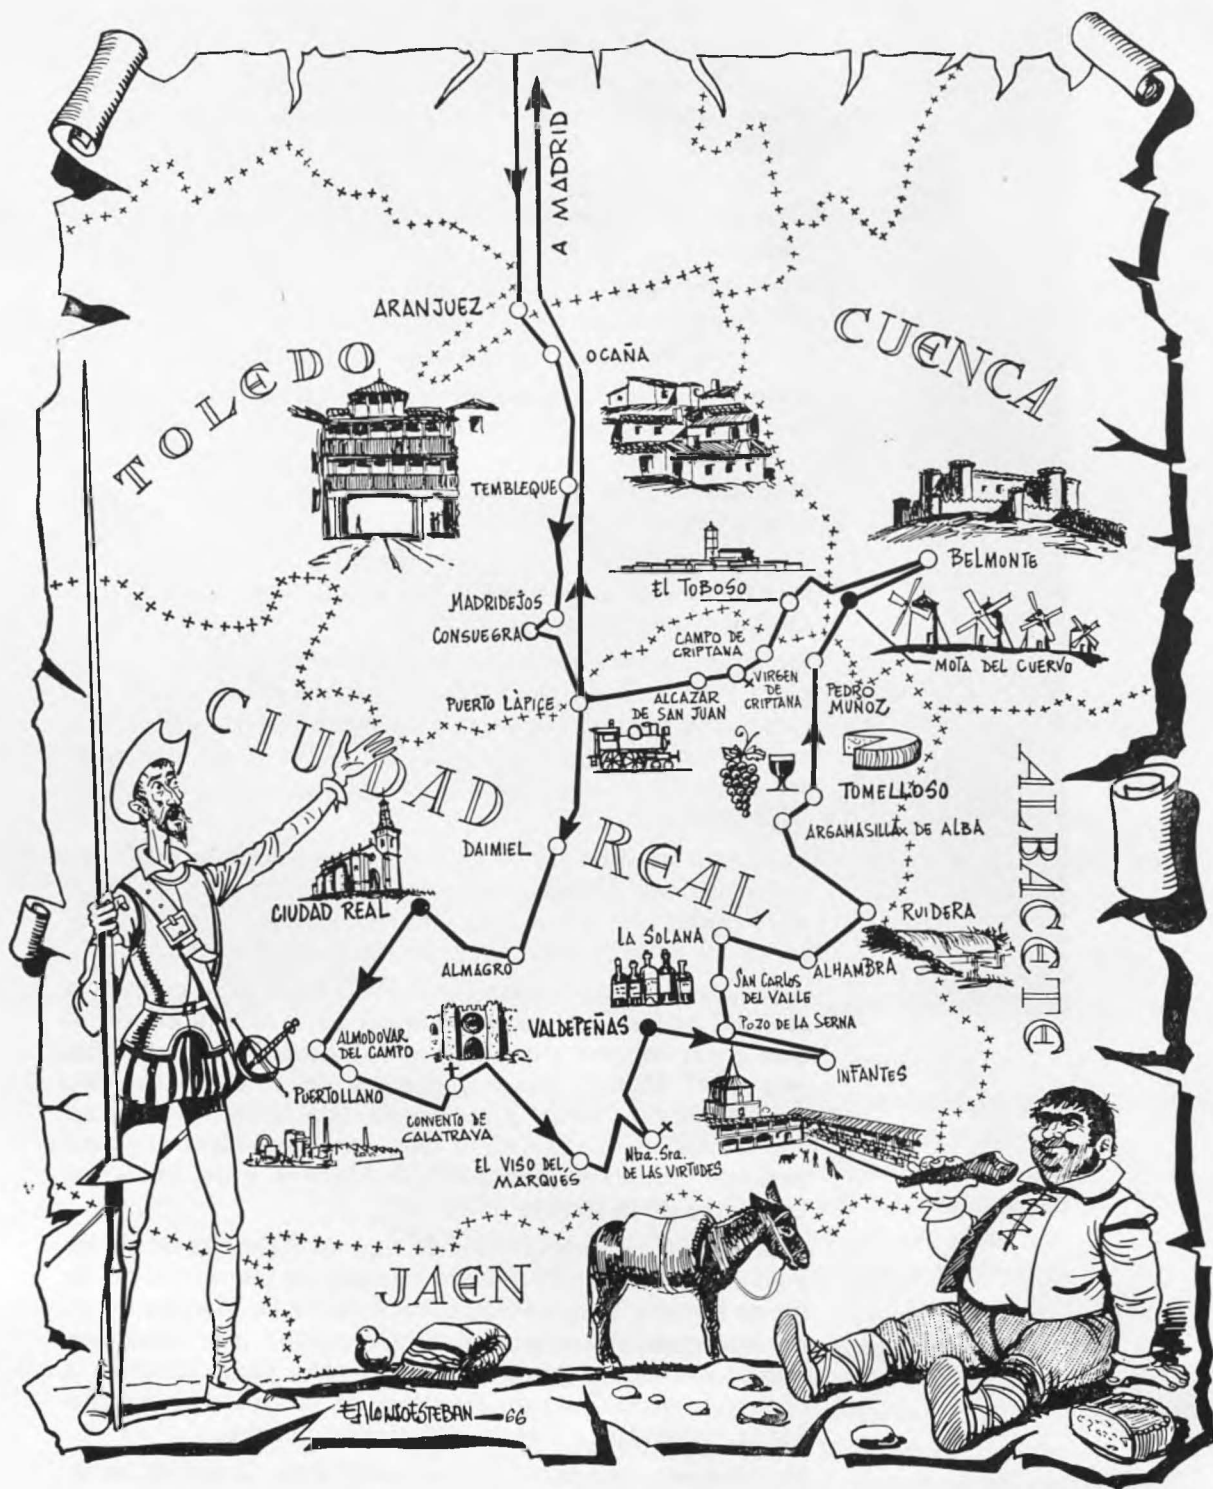 A MADRID
ARANJUEZ
OCAÑA
TOLEDO
CUENCA
TEMBLEQUE
BELMONTE
EL TOBOSO
MADRIDEJOS
CONSUEGRA
CAMPO DE
CRIPTANA
MOTA DEL CUERVO
VIRGEN
DE
CRIPTANA
PEDRO
MUÑOZ
PUERTO LÀPICE
ALCAZAR
DE SAN JUAN
CIUDAD REAL
TOMELLOSO
ALBACETE
ARGAMASILLA DE ALBA
DAIMIEL
CIUDAD REAL
RUIDERA
LA SOLANA
ALMAGRO
ALHAMBRA
SAN CARLOS
DEL VALLE
VALDEPEÑAS
POZO DE LA SERNA
ALMODOVAR
DEL CAMPO
INFANTES
PUERTOLLANO
CONVENTO DE
CALATRAVA
EL VISO DEL
MARQUES
Ntra. Sra.
DE LAS VIRTUDES
JAEN
ESTEBAN—66